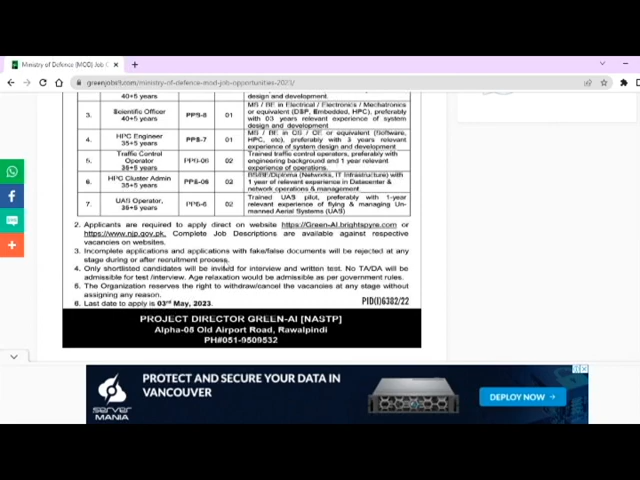 Ministry of Defence [MOD] Job O
greenjobs9.com/ministry-of-defence-mod-job-opportunities-2023/
40+5 years
design and development.
3.
Scientific Officer
40+5 years
PPS-8
01
MS / BE in Electrical / Electronics / Mechatronics
or equivalent (DSP, Embedded, HPC), preferably
with 03 years relevant experience of system
design and development
4.
HPC Engineer
35+5 years
PPS-7
01
MS / BE in CS / CE or equivalent (Software,
HPC, etc), preferably with 3 years relevant
experience of system design and development
5.
Traffic Control
Operator
35+5 years
PPS-06
02
Trained traffic control operators, preferably with
engineering background and 1 year relevant
experience of operations.
6.
HPC Cluster Admin
35+5 years
PPS-06
02
BS/BE/Diploma (Networks, IT Infrastructure) with
1 year of relevant experience in Datacenter &
network operations & management
7.
UAS Operator,
35+5 years
PPS-6
02
Trained UAS pilot, preferably with 1-year
relevant experience of flying & managing Un-
manned Aerial Systems (UAS)
2. Applicants are required to apply direct on website https://Green-AI.brightspyre.com or
https://www.njp.gov.pk. Complete Job Descriptions are available against respective
vacancies on websites.
3. Incomplete applications and applications with fake/false documents will be rejected at any
stage during or after recruitment process.
4. Only shortlisted candidates will be invited for interview and written test. No TA/DA will be
admissible for test/interview. Age relaxation would be admissible as per government rules.
5. The Organization reserves the right to withdraw/cancel the vacancies at any stage without
assigning any reason.
6. Last date to apply is 03rd May, 2023.
PID(I)6382/22
PROJECT DIRECTOR GREEN-AI [NASTP]
Alpha-08 Old Airport Road, Rawalpindi
PH#051-9509532
SERVER
MANIA
PROTECT AND SECURE YOUR DATA IN
VANCOUVER
DEPLOY NOW